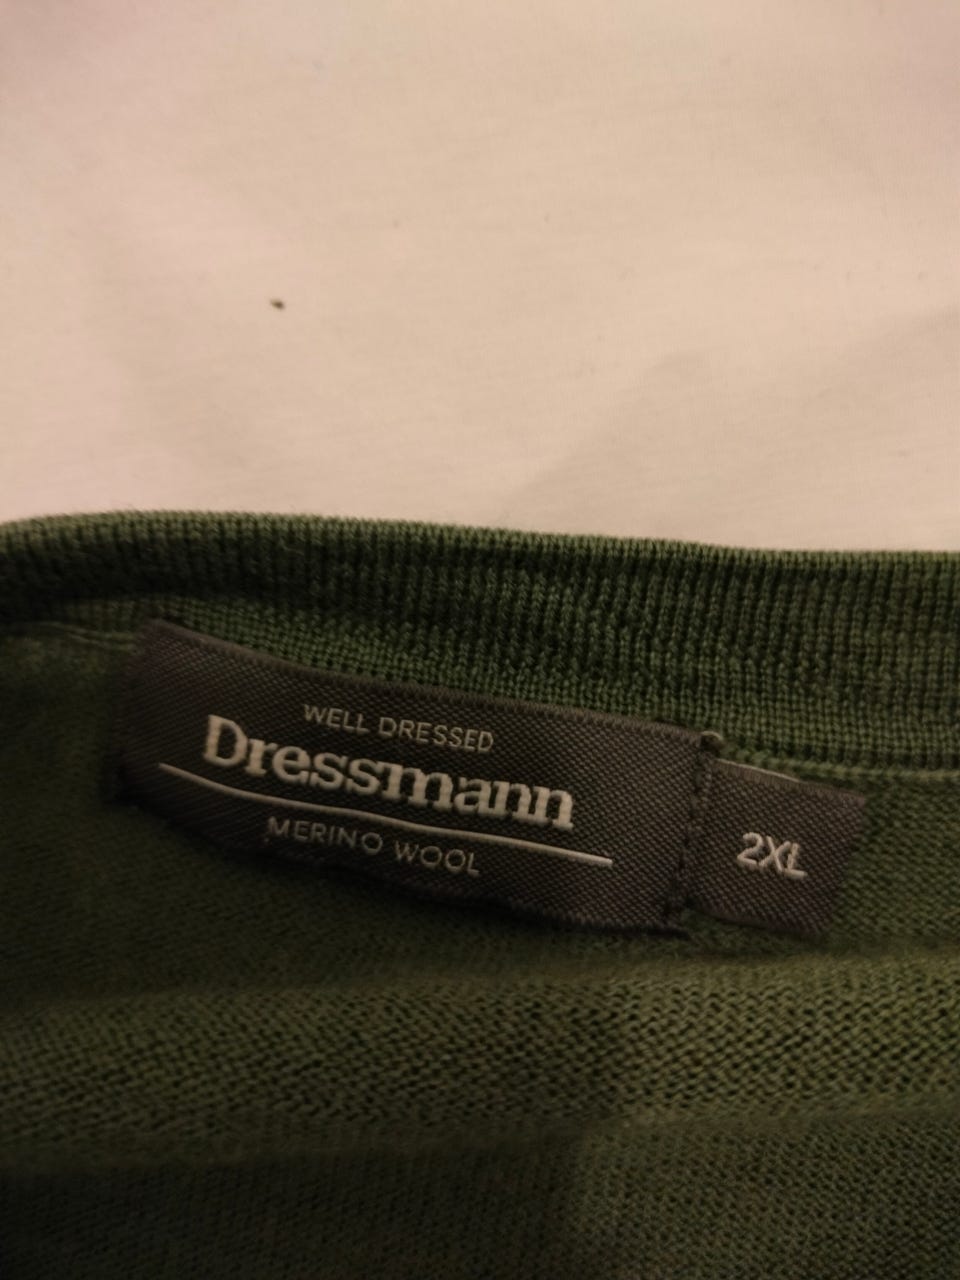 WELL DRESSED
Dressmann
MERINO WOOL
2XL